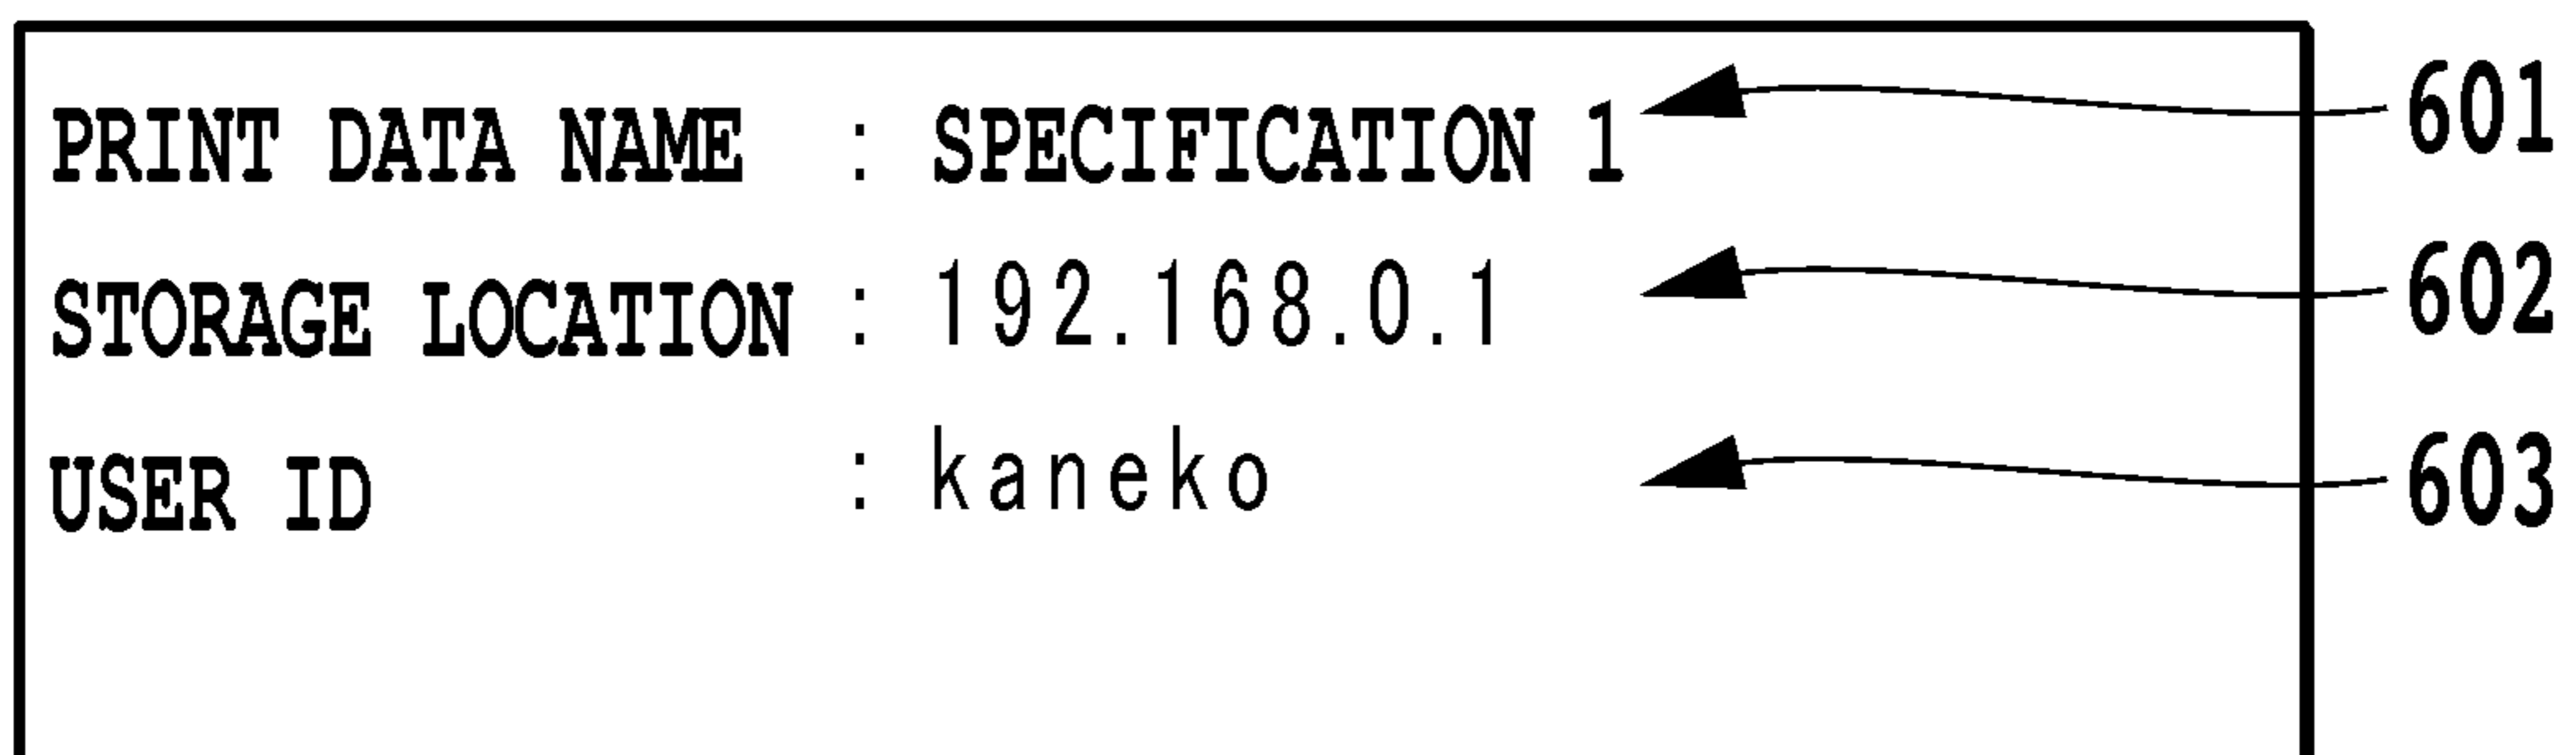 PRINT DATA NAME : SPECIFICATION 1 601
STORAGE LOCATION : 192.168.0.1 602
USER ID : kaneko 603